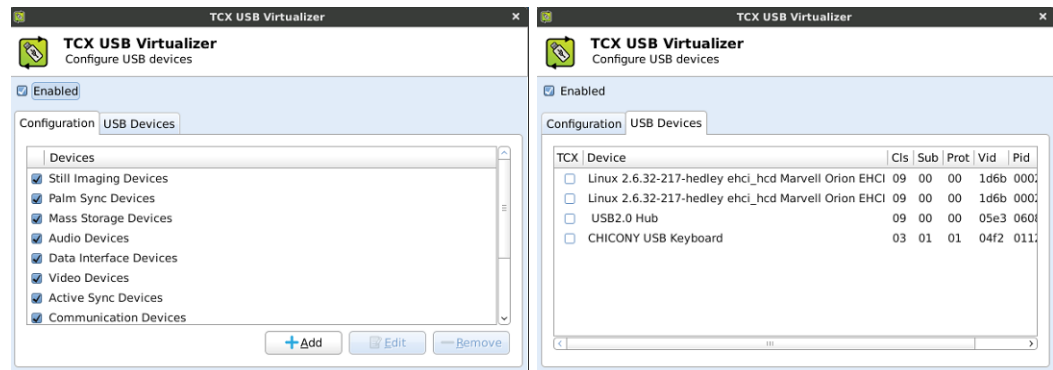 TCX USB Virtualizer
TCX USB Virtualizer
Configure USB devices
Enabled
Configuration USB Devices
Devices
Still Imaging Devices
Palm Sync Devices
Mass Storage Devices
Audio Devices
Data Interface Devices
Video Devices
Active Sync Devices
Communication Devices
Add Edit Remove
TCX USB Virtualizer
TCX USB Virtualizer
Configure USB devices
Enabled
Configuration USB Devices
TCX Device Cls Sub Prot Vid Pid
Linux 2.6.32-217-hedley ehci_hcd Marvell Orion EHCI 09 00 00 1d6b 0002
Linux 2.6.32-217-hedley ehci_hcd Marvell Orion EHCI 09 00 00 1d6b 0002
USB2.0 Hub 09 00 00 05e3 0608
CHICONY USB Keyboard 03 01 01 04f2 0112